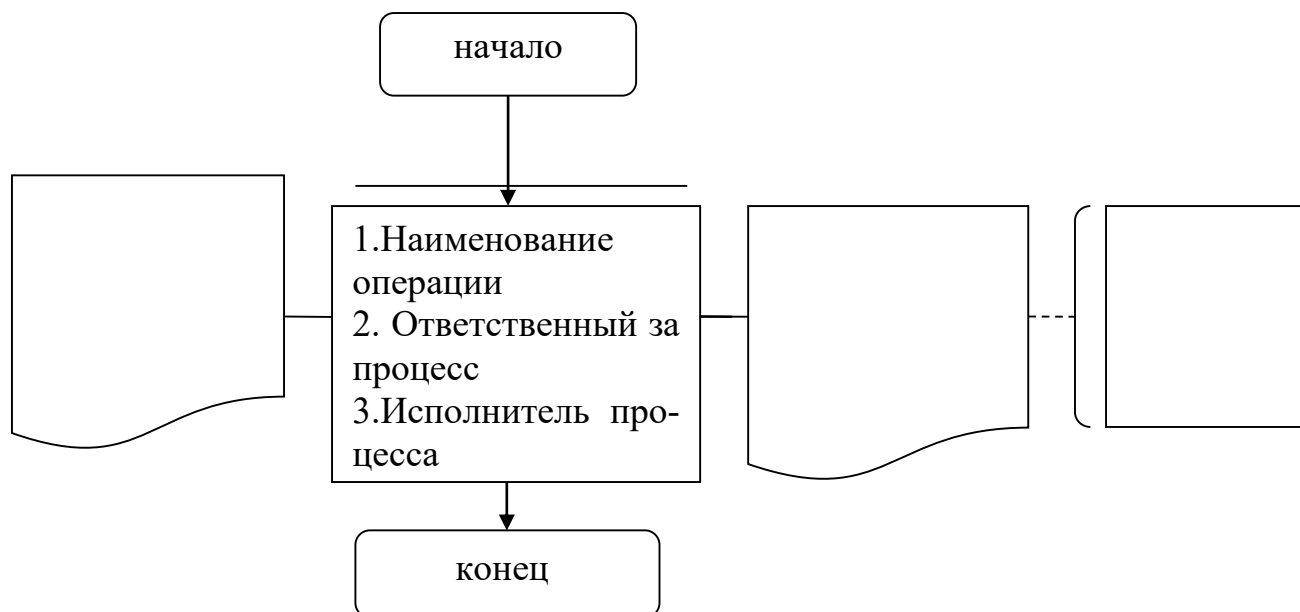 начало
1.Наименование
операции
2. Ответственный за
процесс
3.Исполнитель про-
цесса
конец